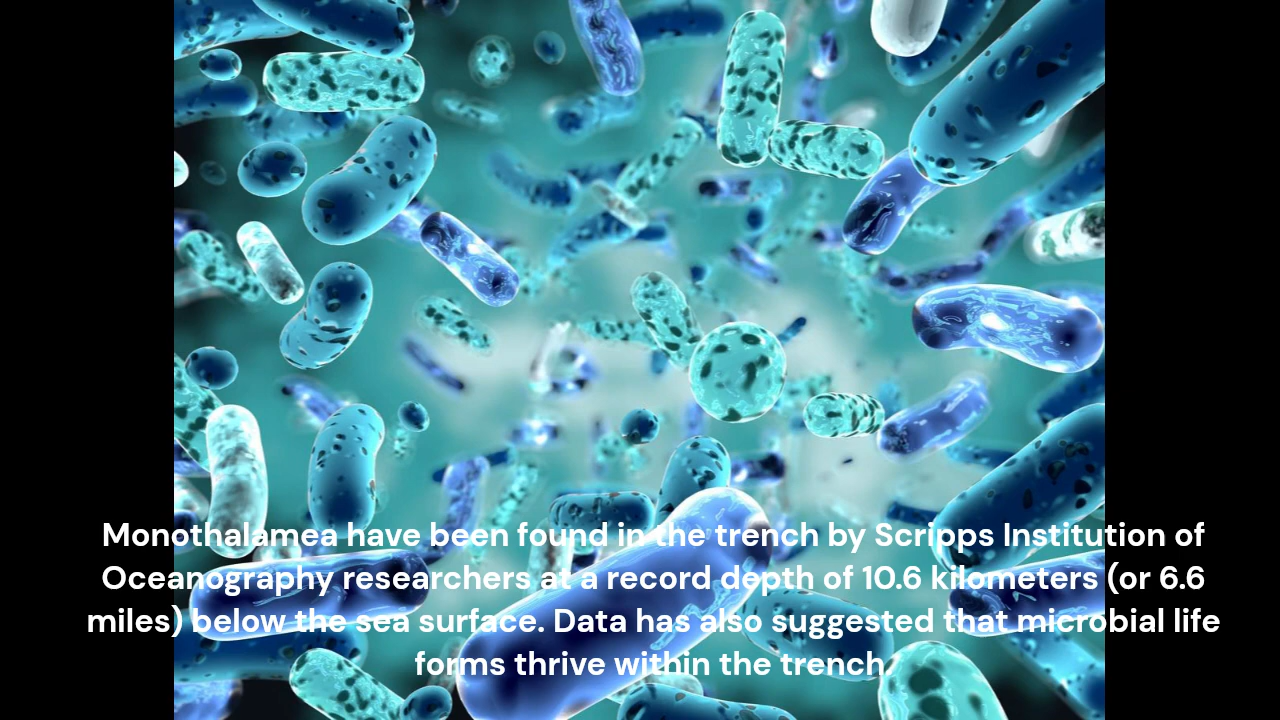 Monothalamea have been found in the trench by Scripps Institution of
Oceanography researchers at a record depth of 10.6 kilometers (or 6.6
miles) below the sea surface. Data has also suggested that microbial life
forms thrive within the trench.